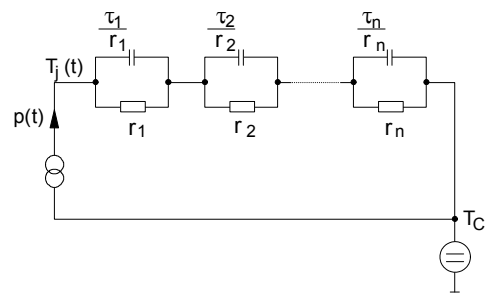 τ1/r1
τ2/r2
τn/rn
Tj (t)
r1
r2
rn
p(t)
TC